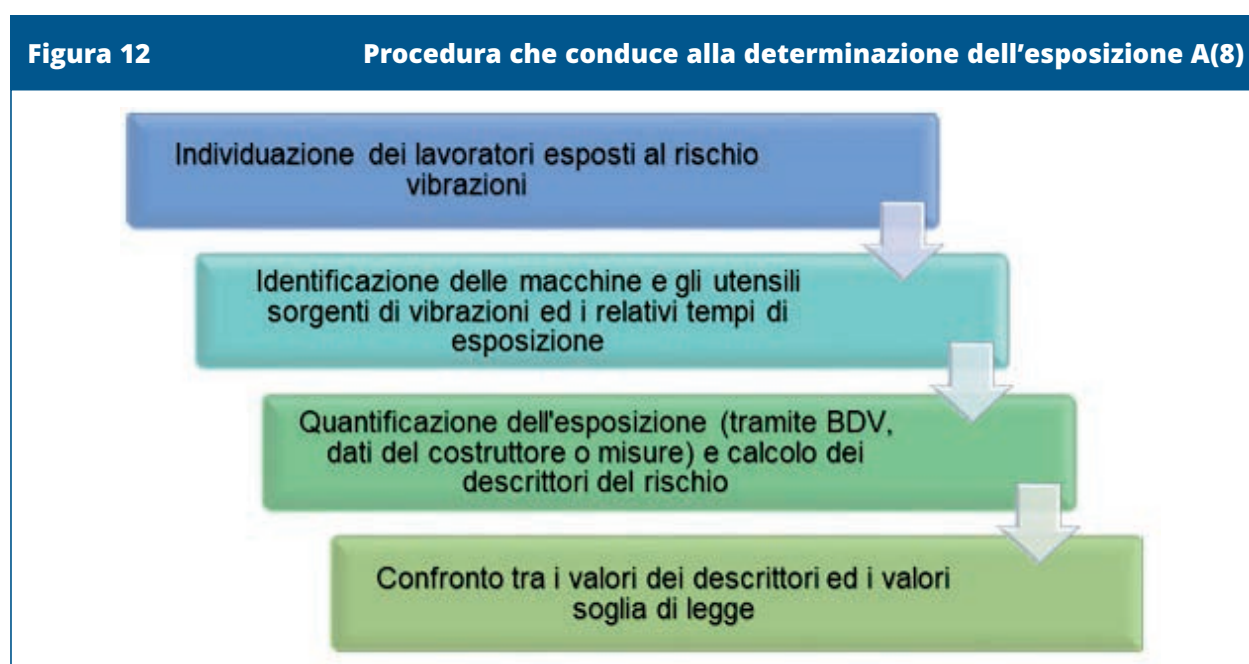 Figura 12 Procedura che conduce alla determinazione dell’esposizione A(8)
Individuazione dei lavoratori esposti al rischio
vibrazioni
Identificazione delle macchine e gli utensili
sorgenti di vibrazioni ed i relativi tempi di
esposizione
Quantificazione dell'esposizione (tramite BDV,
dati del costruttore o misure) e calcolo dei
descrittori del rischio
Confronto tra i valori dei descrittori ed i valori
soglia di legge